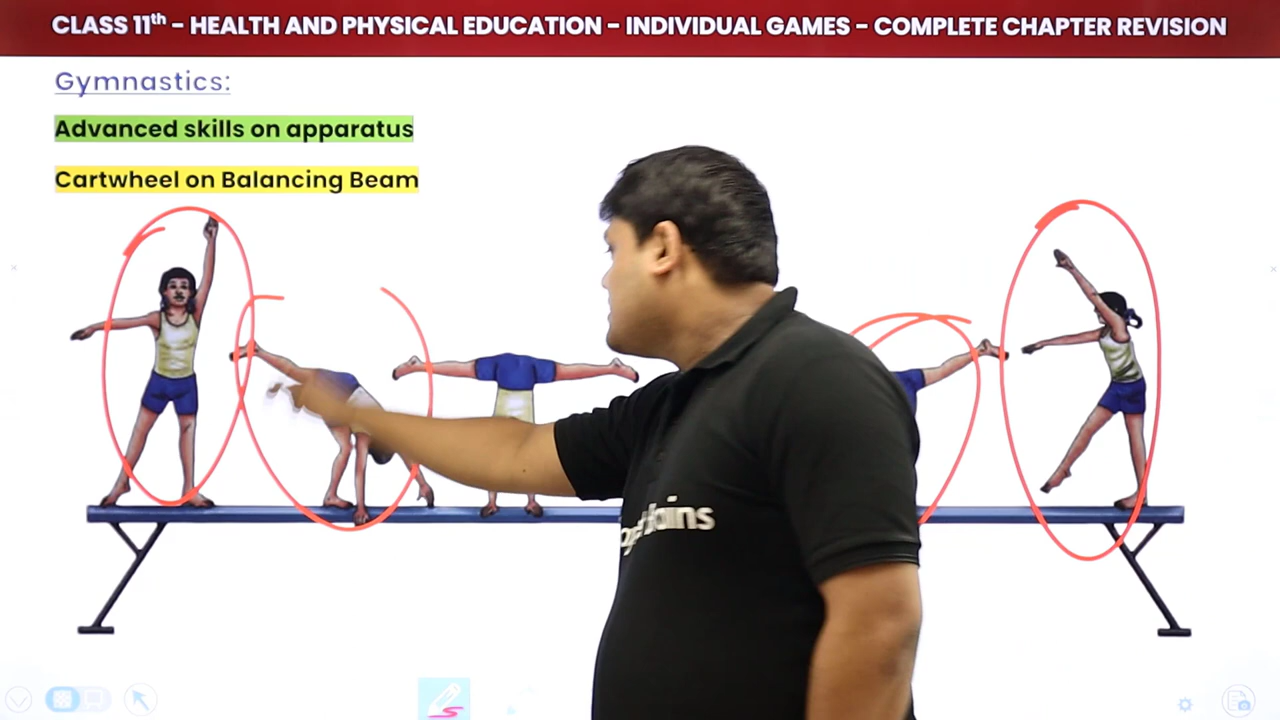 CLASS 11th – HEALTH AND PHYSICAL EDUCATION – INDIVIDUAL GAMES – COMPLETE CHAPTER REVISION
Gymnastics:
Advanced skills on apparatus
Cartwheel on Balancing Beam